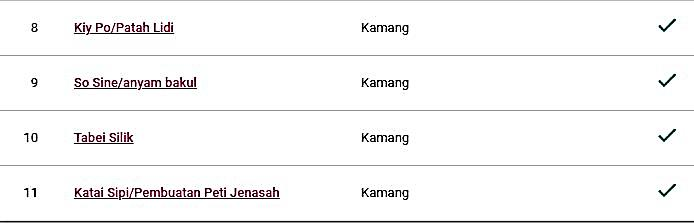 8 Kiy Po/Patah Lidi Kamang ✓
9 So Sine/anyam bakul Kamang ✓
10 Tabei Silik Kamang ✓
11 Katai Sipi/Pembuatan Peti Jenasah Kamang ✓